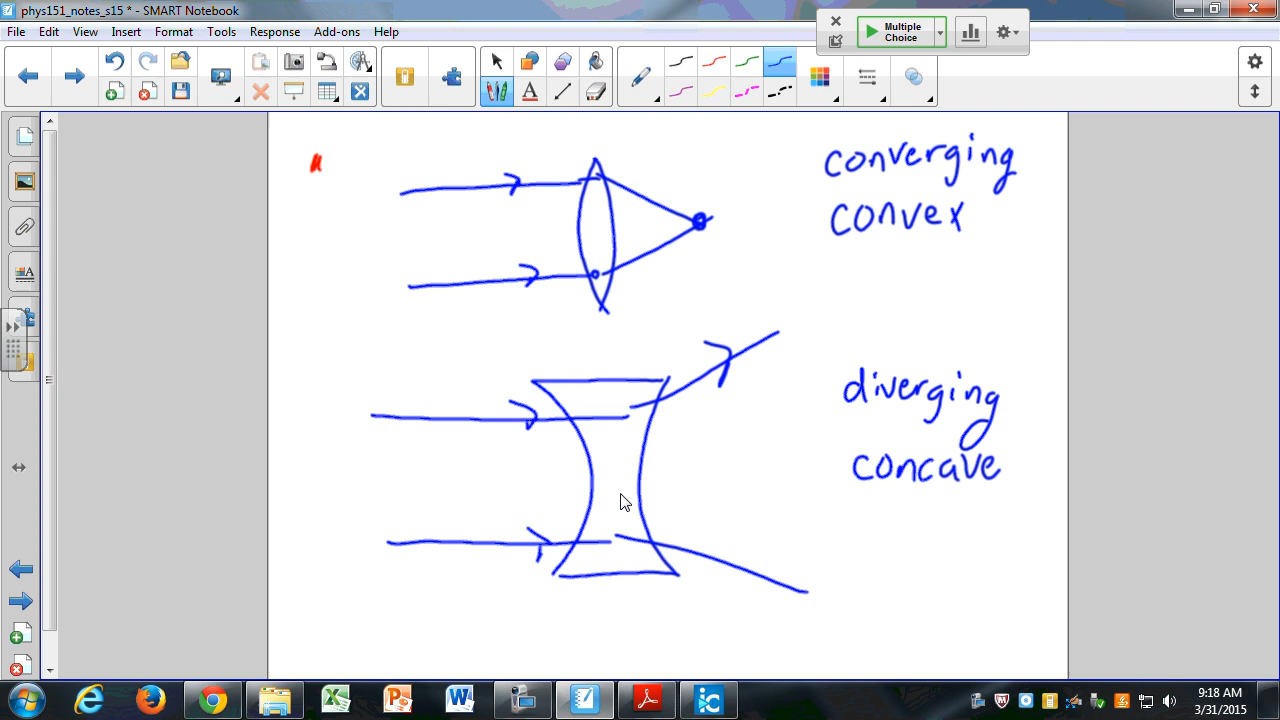 phys151_notes_s15 * - SMART Notebook
File Edit View Insert Format Tools Response Add-ons Help
Multiple
Choice
converging
convex
diverging
concave
9:18 AM
3/31/2015